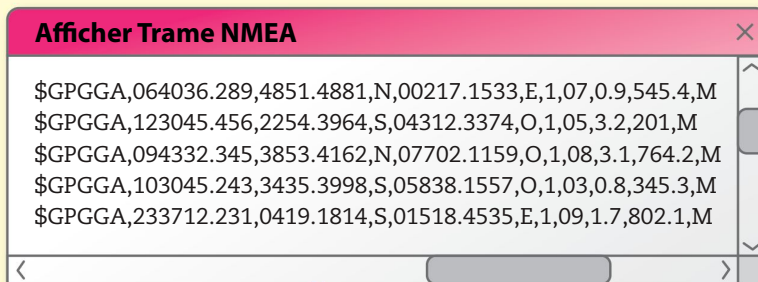 Afficher Trame NMEA
$GPGGA,064036.289,4851.4881,N,00217.1533,E,1,07,0.9,545.4,M
$GPGGA,123045.456,2254.3964,S,04312.3374,O,1,05,3.2,201,M
$GPGGA,094332.345,3853.4162,N,07702.1159,O,1,08,3.1,764.2,M
$GPGGA,103045.243,3435.3998,S,05838.1557,O,1,03,0.8,345.3,M
$GPGGA,233712.231,0419.1814,S,01518.4535,E,1,09,1.7,802.1,M